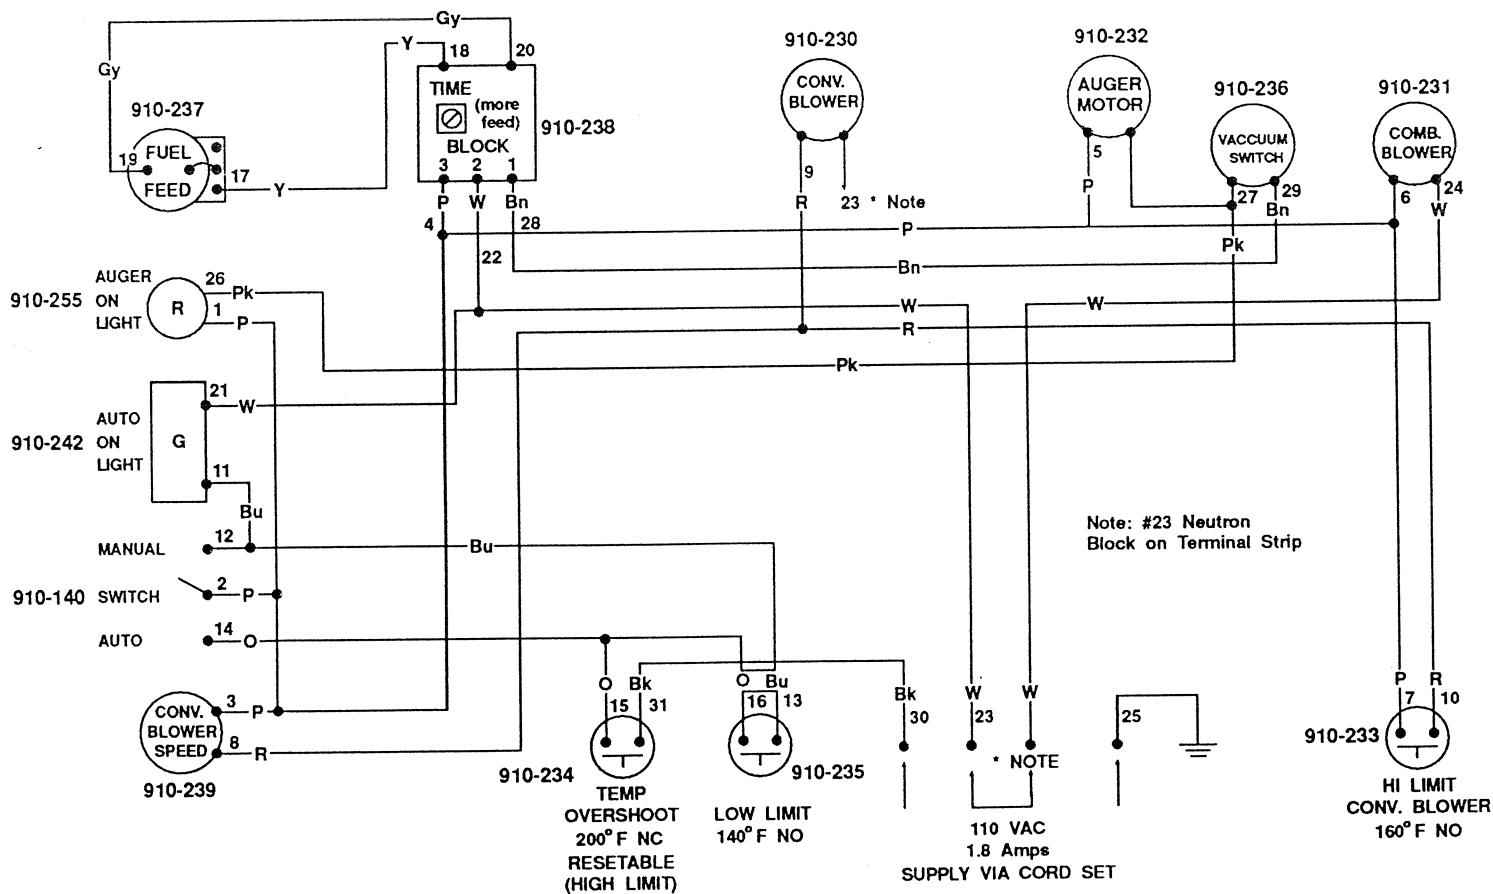 Gy
Y
18
20
910-230
910-232
Gy
910-237
TIME
(more
feed)
BLOCK
910-238
CONV.
BLOWER
AUGER
MOTOR
910-236
910-231
19
FUEL
FEED
17
Y
3
2
1
VACCUUM
SWITCH
COMB.
BLOWER
5
9
P
W
Bn
4
28
22
R
23 * Note
P
27
29
Bn
6
24
W
Pk
P
Bn
910-255
AUGER
ON
LIGHT
R
26
Pk
1
P
W
W
R
Pk
910-242
AUTO
ON
LIGHT
G
21
W
11
Bu
MANUAL
12
Bu
Note: #23 Neutron
Block on Terminal Strip
910-140
SWITCH
2
P
AUTO
14
O
O
Bk
15
31
O
Bu
16
13
Bk
30
W
23
W
25
P
R
7
10
CONV.
BLOWER
SPEED
3
P
8
R
910-239
910-234
910-235
* NOTE
910-233
TEMP
OVERSHOOT
200°F NC
RESETABLE
(HIGH LIMIT)
LOW LIMIT
140°F NO
110 VAC
1.8 Amps
SUPPLY VIA CORD SET
HI LIMIT
CONV. BLOWER
160°F NO